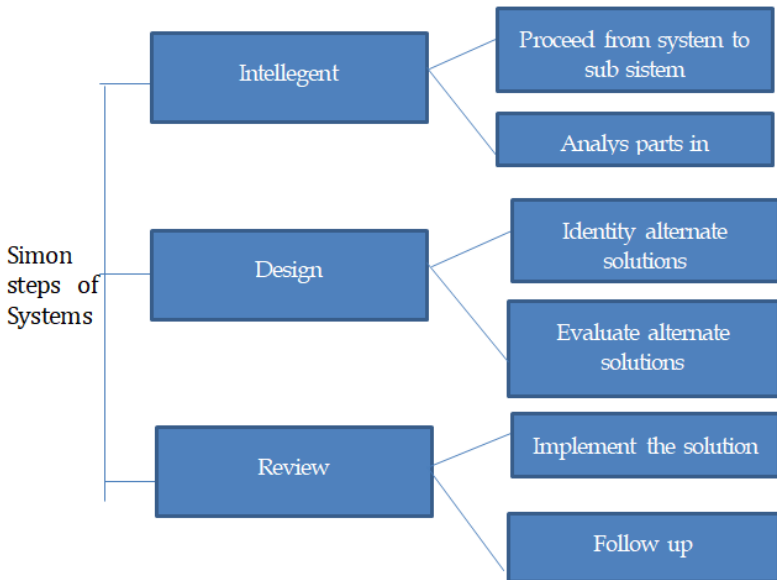 Simon
steps of
Systems
Intellegent
Proceed from system to
sub sistem
Analys parts in
Design
Identity alternate
solutions
Evaluate alternate
solutions
Review
Implement the solution
Follow up